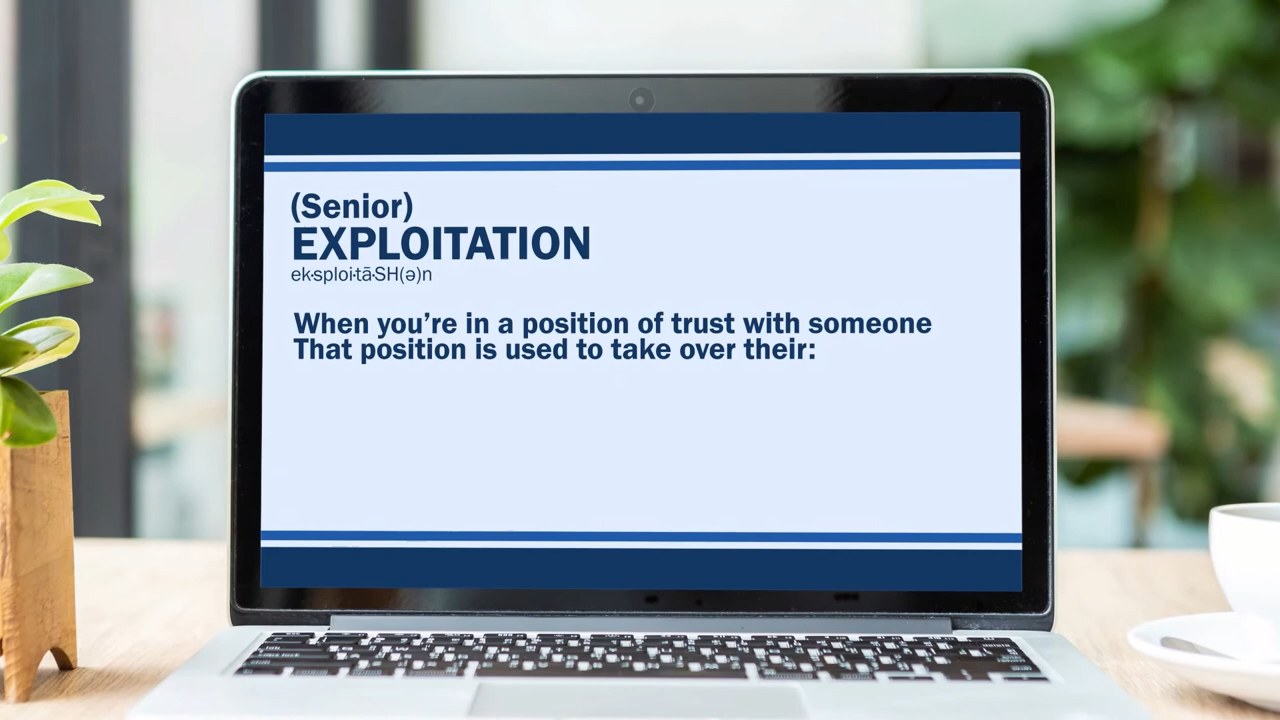 (Senior)
EXPLOITATION
ek·sploi·tā·SH(ə)n
When you’re in a position of trust with someone
That position is used to take over their: